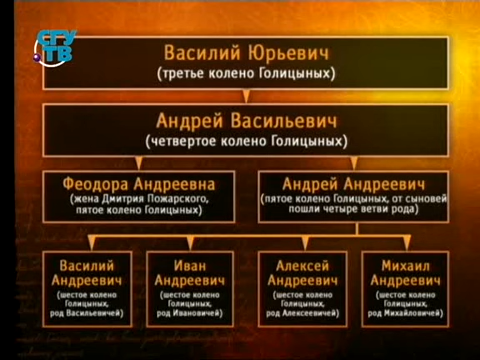 СГУ
ТВ
Василий Юрьевич
(третье колено Голицыных)
Андрей Васильевич
(четвертое колено Голицыных)
Феодора Андреевна
(жена Дмитрия Пожарского,
пятое колено Голицыных)
Андрей Андреевич
(пятое колено Голицыных, от сыновей
пошли четыре ветви рода)
Василий
Андреевич
(шестое колено
Голицыных,
род Васильевичей)
Иван
Андреевич
(шестое колено
Голицыных,
род Ивановичей)
Алексей
Андреевич
(шестое колено
Голицыных,
род Алексеевичей)
Михаил
Андреевич
(шестое колено
Голицыных,
род Михайловичей)